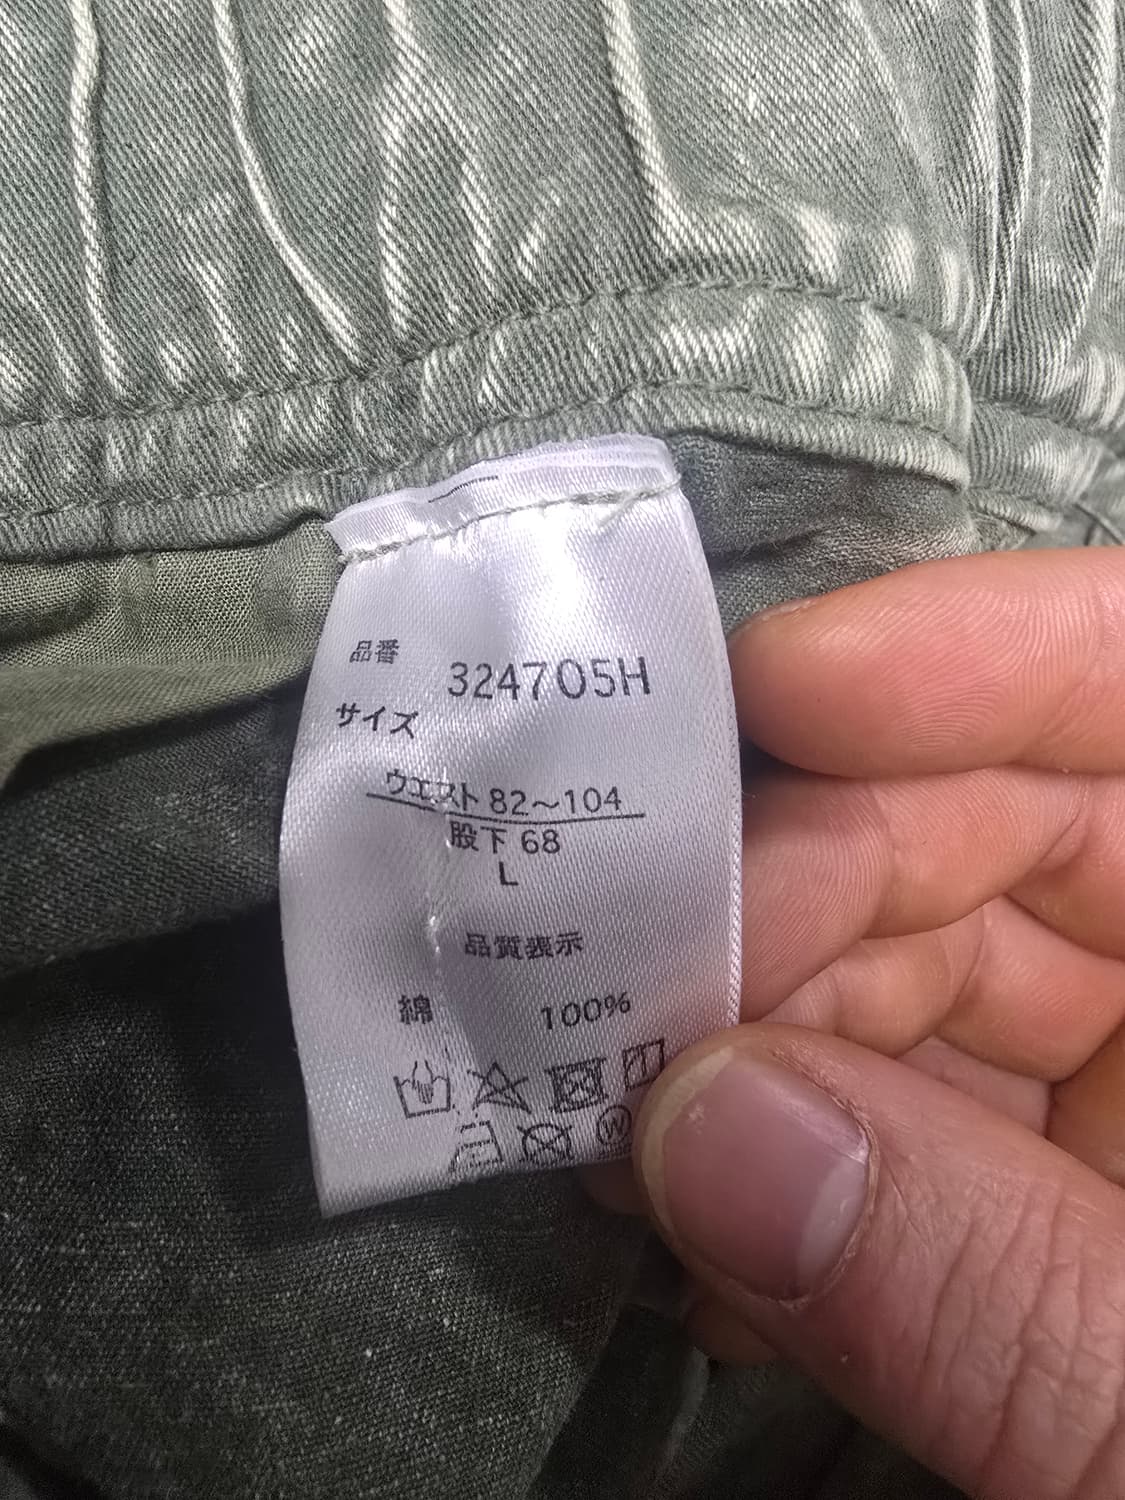 品番 324705H
サイズ
ウエスト 82～104
股下 68
L
品質表示
綿 100%
W